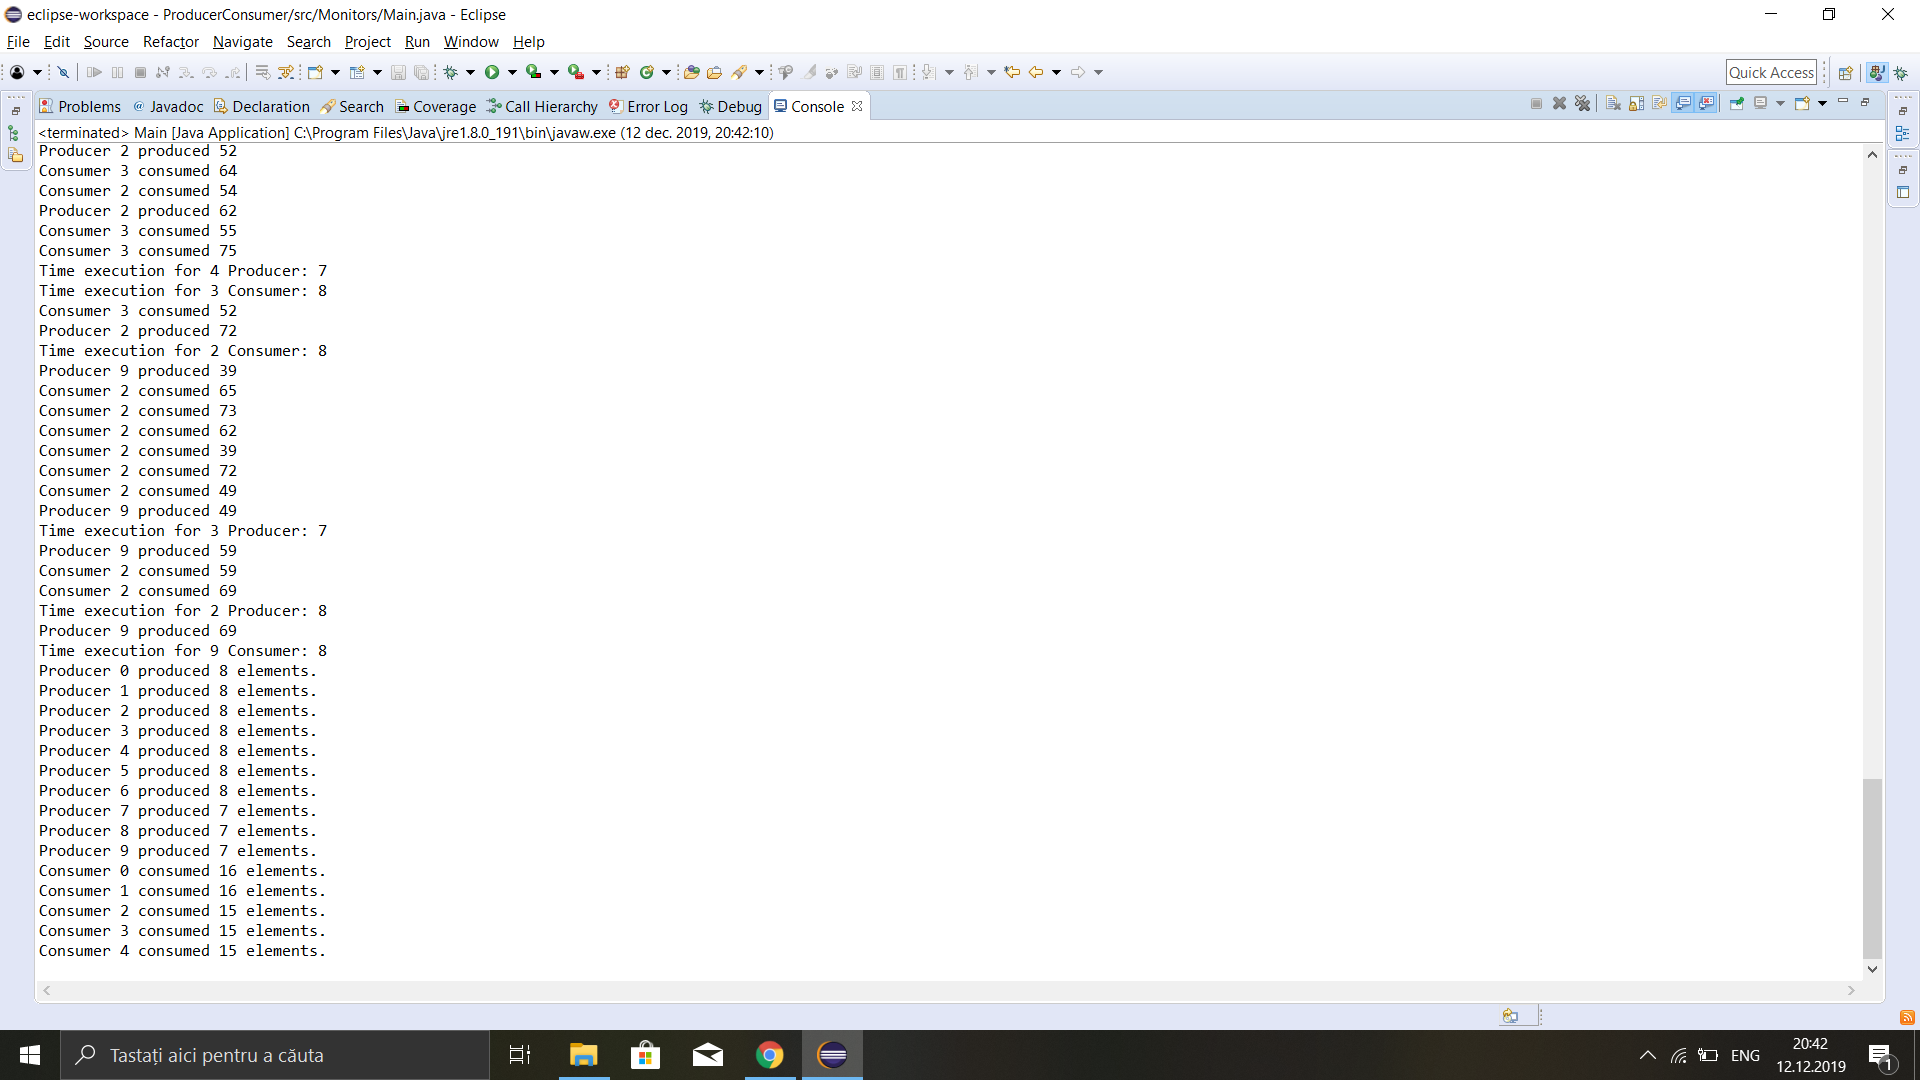 eclipse-workspace - ProducerConsumer/src/Monitors/Main.java - Eclipse
File Edit Source Refactor Navigate Search Project Run Window Help
Quick Access
Problems @ Javadoc Declaration Search Coverage Call Hierarchy Error Log Debug Console
<terminated> Main [Java Application] C:\Program Files\Java\jre1.8.0_191\bin\javaw.exe (12 dec. 2019, 20:42:10)
Producer 2 produced 52
Consumer 3 consumed 64
Consumer 2 consumed 54
Producer 2 produced 62
Consumer 3 consumed 55
Consumer 3 consumed 75
Time execution for 4 Producer: 7
Time execution for 3 Consumer: 8
Consumer 3 consumed 52
Producer 2 produced 72
Time execution for 2 Consumer: 8
Producer 9 produced 39
Consumer 2 consumed 65
Consumer 2 consumed 73
Consumer 2 consumed 62
Consumer 2 consumed 39
Consumer 2 consumed 72
Consumer 2 consumed 49
Producer 9 produced 49
Time execution for 3 Producer: 7
Producer 9 produced 59
Consumer 2 consumed 59
Consumer 2 consumed 69
Time execution for 2 Producer: 8
Producer 9 produced 69
Time execution for 9 Consumer: 8
Producer 0 produced 8 elements.
Producer 1 produced 8 elements.
Producer 2 produced 8 elements.
Producer 3 produced 8 elements.
Producer 4 produced 8 elements.
Producer 5 produced 8 elements.
Producer 6 produced 8 elements.
Producer 7 produced 7 elements.
Producer 8 produced 7 elements.
Producer 9 produced 7 elements.
Consumer 0 consumed 16 elements.
Consumer 1 consumed 16 elements.
Consumer 2 consumed 15 elements.
Consumer 3 consumed 15 elements.
Consumer 4 consumed 15 elements.
Tastați aici pentru a căuta
ENG
20:42
12.12.2019
1